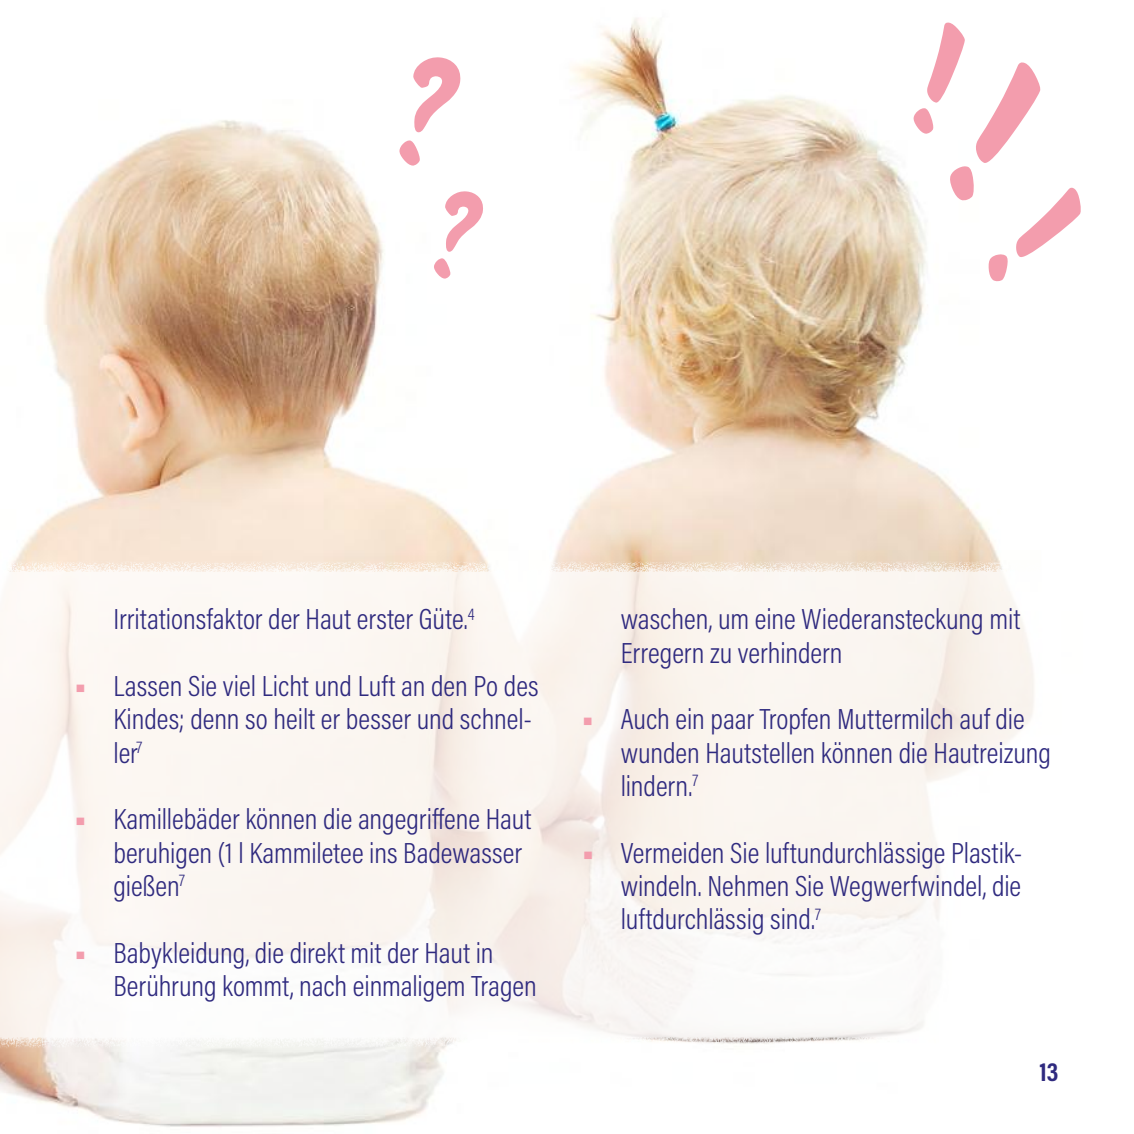 ? ?
! ! !
Irritationsfaktor der Haut erster Güte.⁴
▪ Lassen Sie viel Licht und Luft an den Po des
Kindes; denn so heilt er besser und schnel-
ler⁷
▪ Kamillebäder können die angegriffene Haut
beruhigen (1 l Kammiletee ins Badewasser
gießen⁷
▪ Babykleidung, die direkt mit der Haut in
Berührung kommt, nach einmaligem Tragen
waschen, um eine Wiederansteckung mit
Erregern zu verhindern
▪ Auch ein paar Tropfen Muttermilch auf die
wunden Hautstellen können die Hautreizung
lindern.⁷
▪ Vermeiden Sie luftundurchlässige Plastik-
windeln. Nehmen Sie Wegwerfwindel, die
luftdurchlässig sind.⁷
13